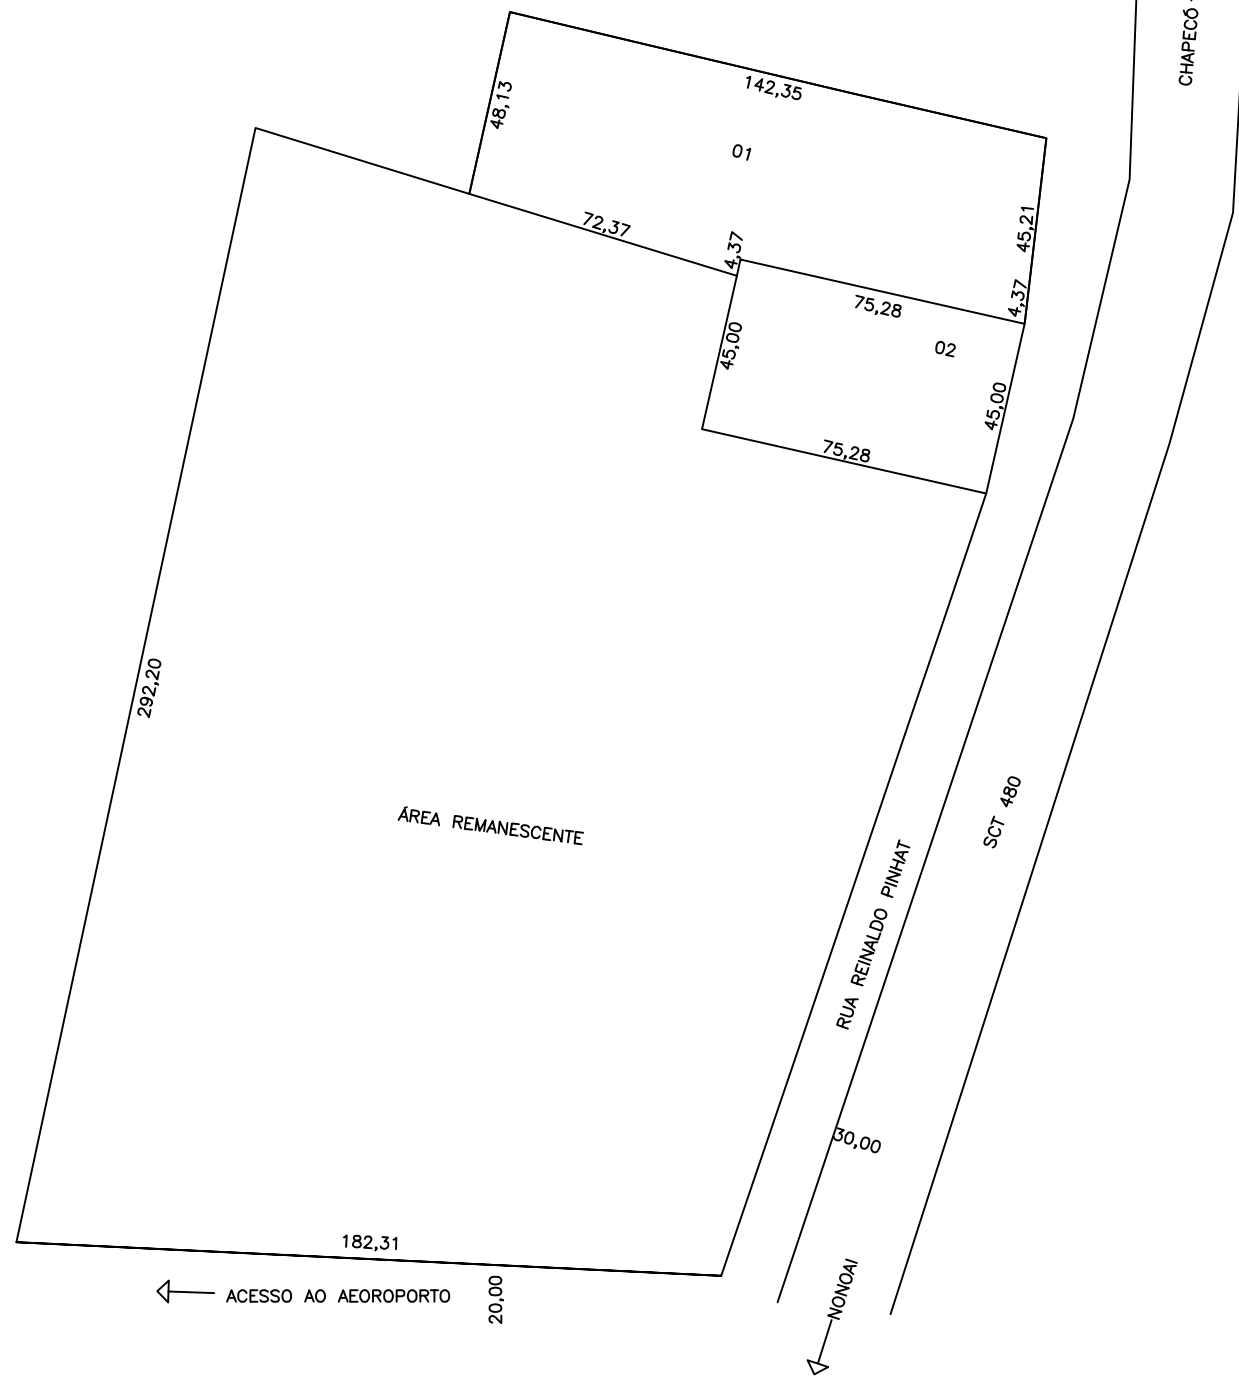 CHAPECÓ
142,35
48,13
01
45,21
72,37
4,37
4,37
75,28
02
45,00
45,00
75,28
292,20
ÁREA REMANESCENTE
SCT 480
RUA REINALDO PINHAT
30,00
182,31
ACESSO AO AEOROPORTO
20,00
NONOAI